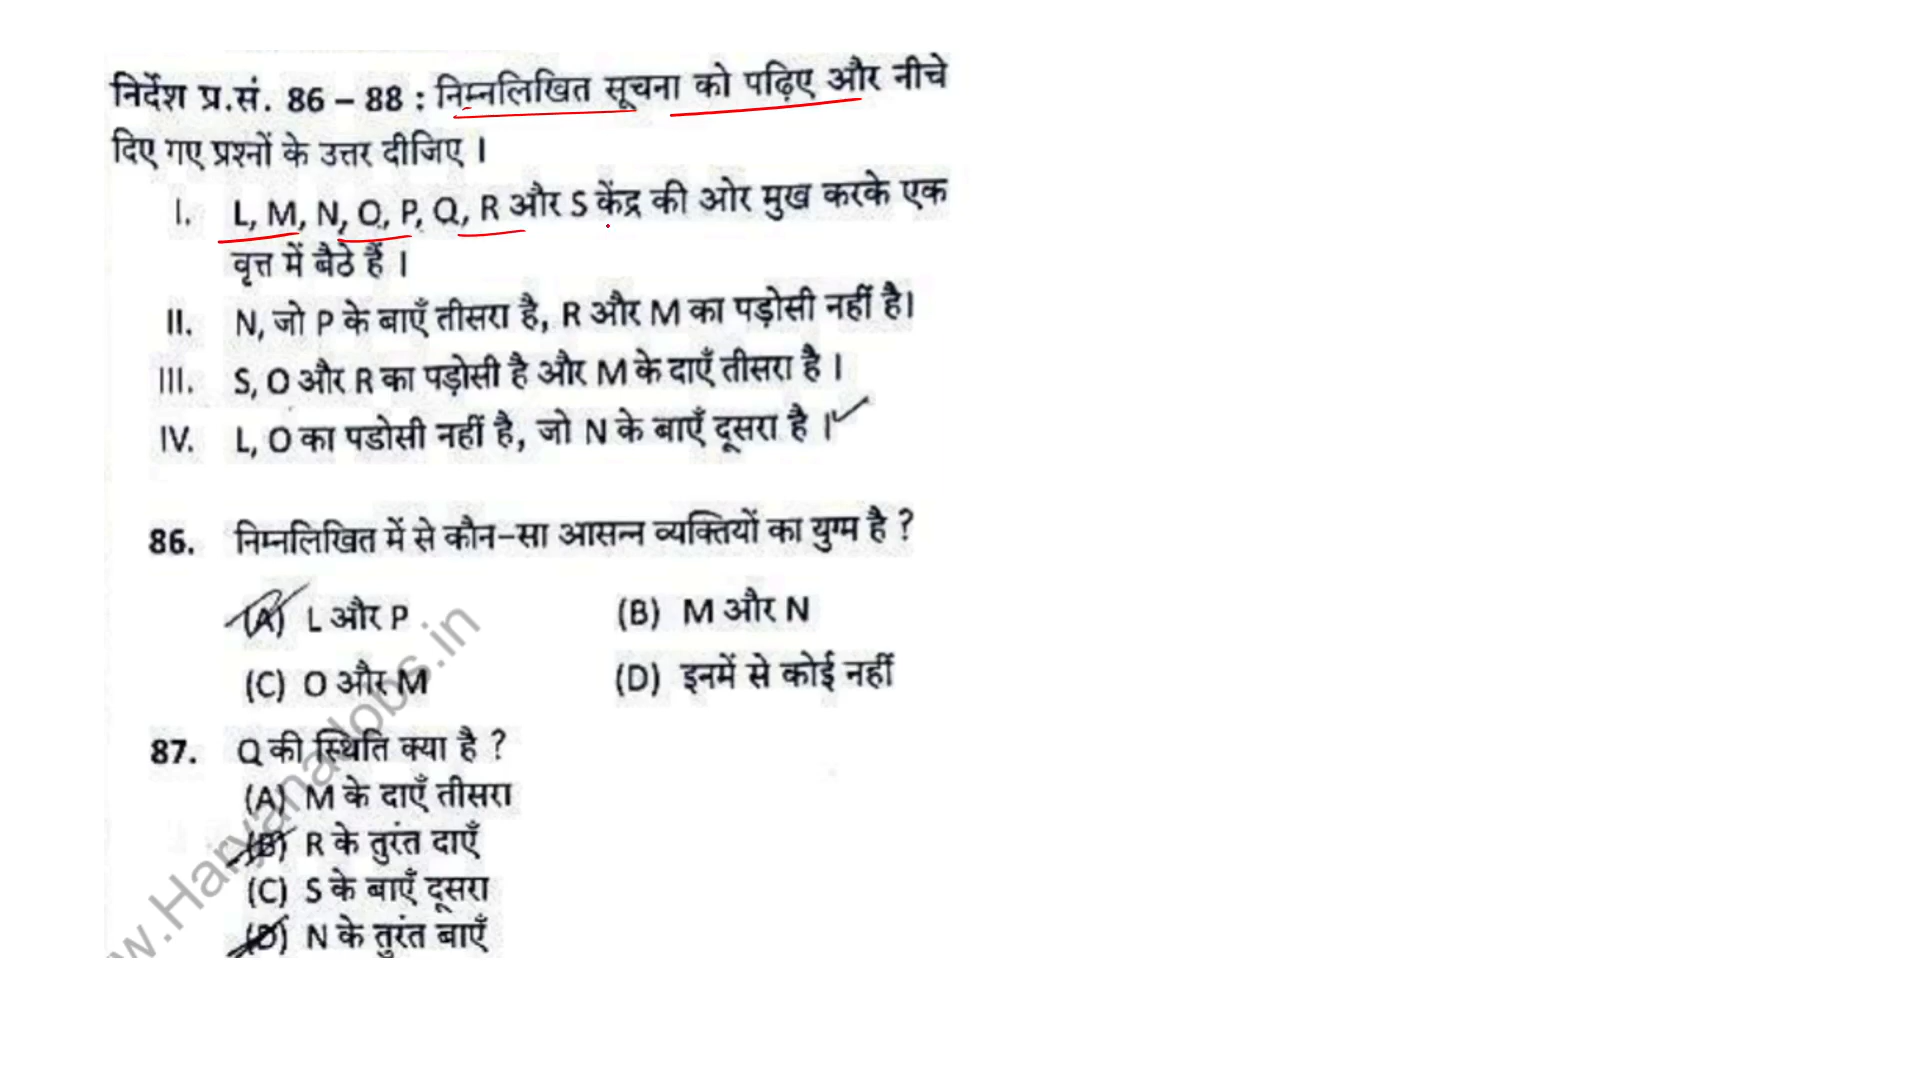 निर्देश प्र.सं. 86 – 88 : निम्नलिखित सूचना को पढ़िए और नीचे
दिए गए प्रश्नों के उत्तर दीजिए ।
I. L, M, N, O, P, Q, R और S केंद्र की ओर मुख करके एक
वृत्त में बैठे हैं ।
II. N, जो P के बाएँ तीसरा है, R और M का पड़ोसी नहीं है।
III. S, O और R का पड़ोसी है और M के दाएँ तीसरा है ।
IV. L, O का पडोसी नहीं है, जो N के बाएँ दूसरा है ।
86. निम्नलिखित में से कौन-सा आसन्न व्यक्तियों का युग्म है ?
(A) L और P (B) M और N
(C) O और M (D) इनमें से कोई नहीं
87. Q की स्थिति क्या है ?
(A) M के दाएँ तीसरा
(B) R के तुरंत दाएँ
(C) S के बाएँ दूसरा
(D) N के तुरंत बाएँ
w.HaryanaJobs.in